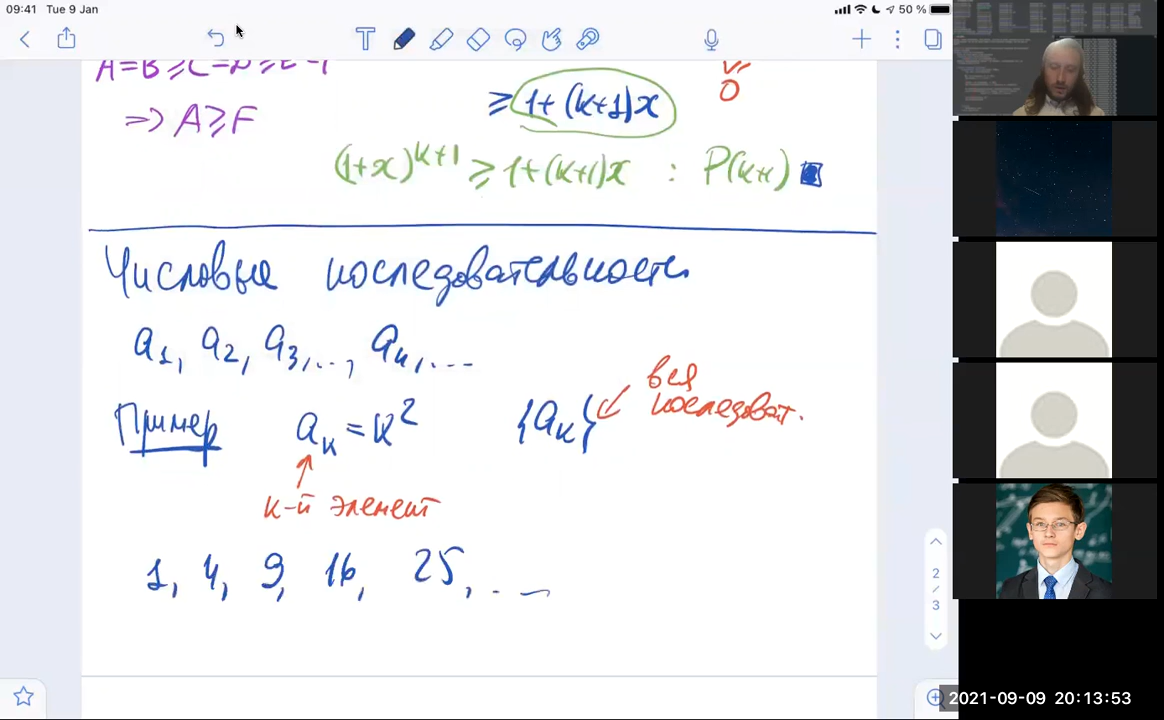 09:41 Tue 9 Jan
50 %
A=B≥C=D≥E=F
⇒ A≥F
≥ 1+(k+1)x
0
(1+x)^{k+1} ≥ 1+(k+1)x : P(k+1)
Числовые последовательности
a₁, a₂, a₃,..., aₙ,...
Пример aₖ = k² {aₖ}
вся
последоват.
к-й элемент
1, 4, 9, 16, 25, ...
2
/
3
2021-09-09 20:13:53